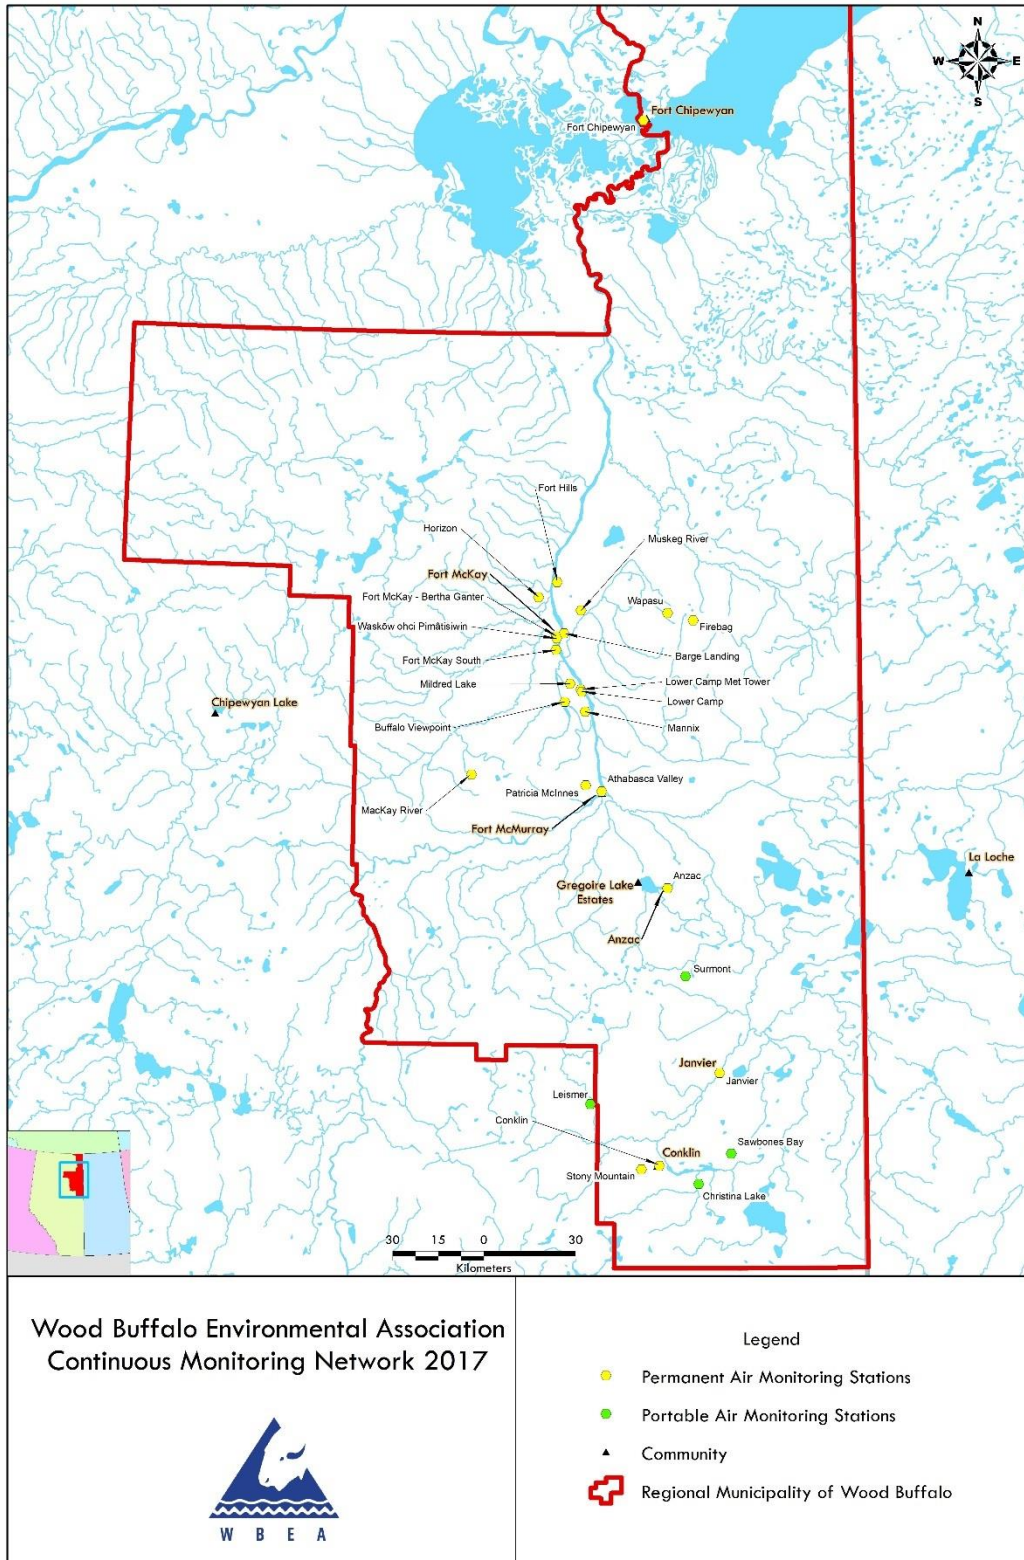 N
W E
S
Fort Chipewyan
Fort Chipewyan
Fort Hills
Horizon
Muskeg River
Fort McKay
Fort McKay - Bertha Ganter
Wapasu
Firebag
Waskōw ohci Pimâtisiwin
Barge Landing
Fort McKay South
Mildred Lake
Lower Camp Met Tower
Lower Camp
Chipewyan Lake
Buffalo Viewpoint
Mannix
Athabasca Valley
Patricia McInnes
MacKay River
Fort McMurray
La Loche
Anzac
Gregoire Lake
Estates
Anzac
Surmont
Janvier
Janvier
Leismer
Conklin
Sawbones Bay
Conklin
Stony Mountain
Christina Lake
30 15 0 30
Kilometers
Wood Buffalo Environmental Association
Continuous Monitoring Network 2017
W B E A
Legend
Permanent Air Monitoring Stations
Portable Air Monitoring Stations
Community
Regional Municipality of Wood Buffalo